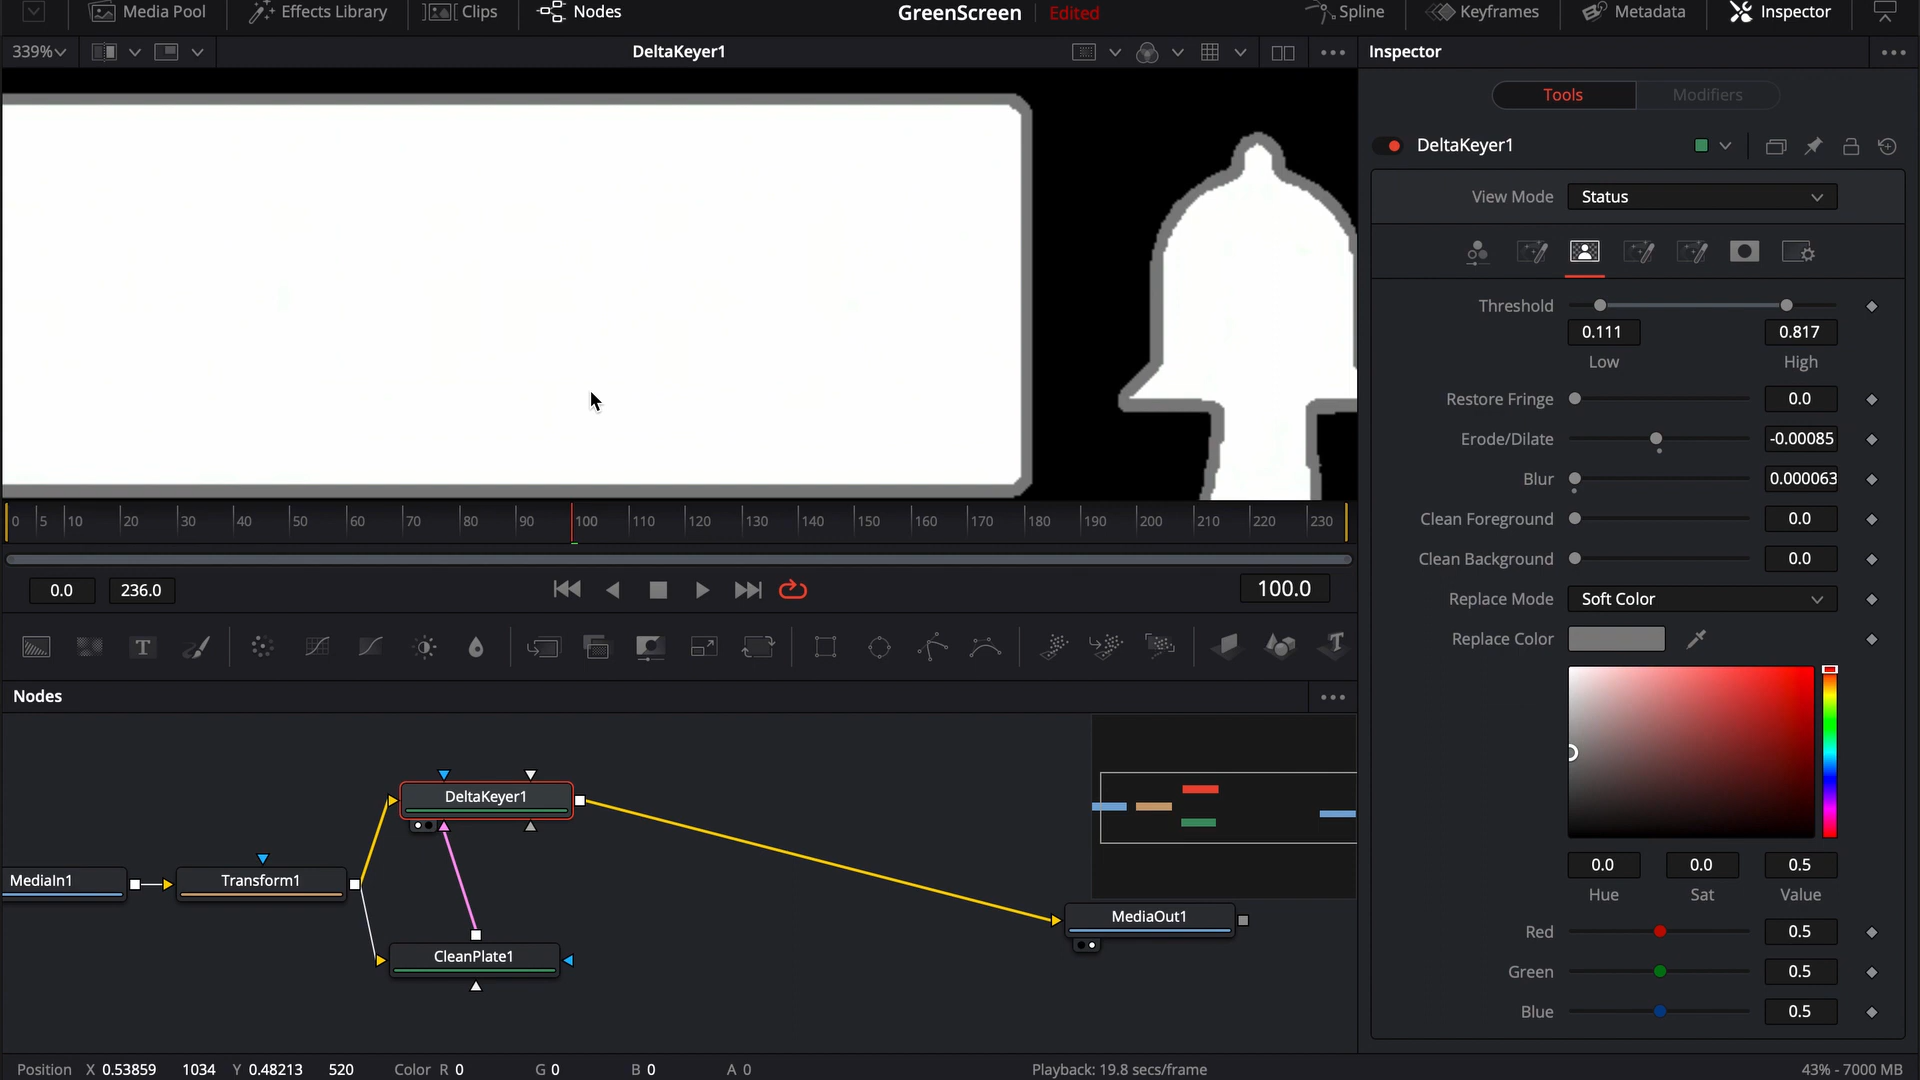 Media Pool
Effects Library
Clips
Nodes
GreenScreen
Edited
Spline
Keyframes
Metadata
Inspector
339%
DeltaKeyer1
Inspector
Tools
Modifiers
DeltaKeyer1
View Mode
Status
Threshold
0.111
0.817
Low
High
Restore Fringe
0.0
Erode/Dilate
-0.00085
Blur
0.000063
Clean Foreground
0.0
Clean Background
0.0
Replace Mode
Soft Color
Replace Color
0.0
0.0
0.5
Hue
Sat
Value
Red
0.5
Green
0.5
Blue
0.5
0 5 10 20 30 40 50 60 70 80 90 100 110 120 130 140 150 160 170 180 190 200 210 220 230
0.0
236.0
100.0
T
T
Nodes
DeltaKeyer1
MediaIn1
Transform1
CleanPlate1
MediaOut1
Position X 0.53859 1034 Y 0.48213 520 Color R 0 G 0 B 0 A 0
Playback: 19.8 secs/frame
43% - 7000 MB